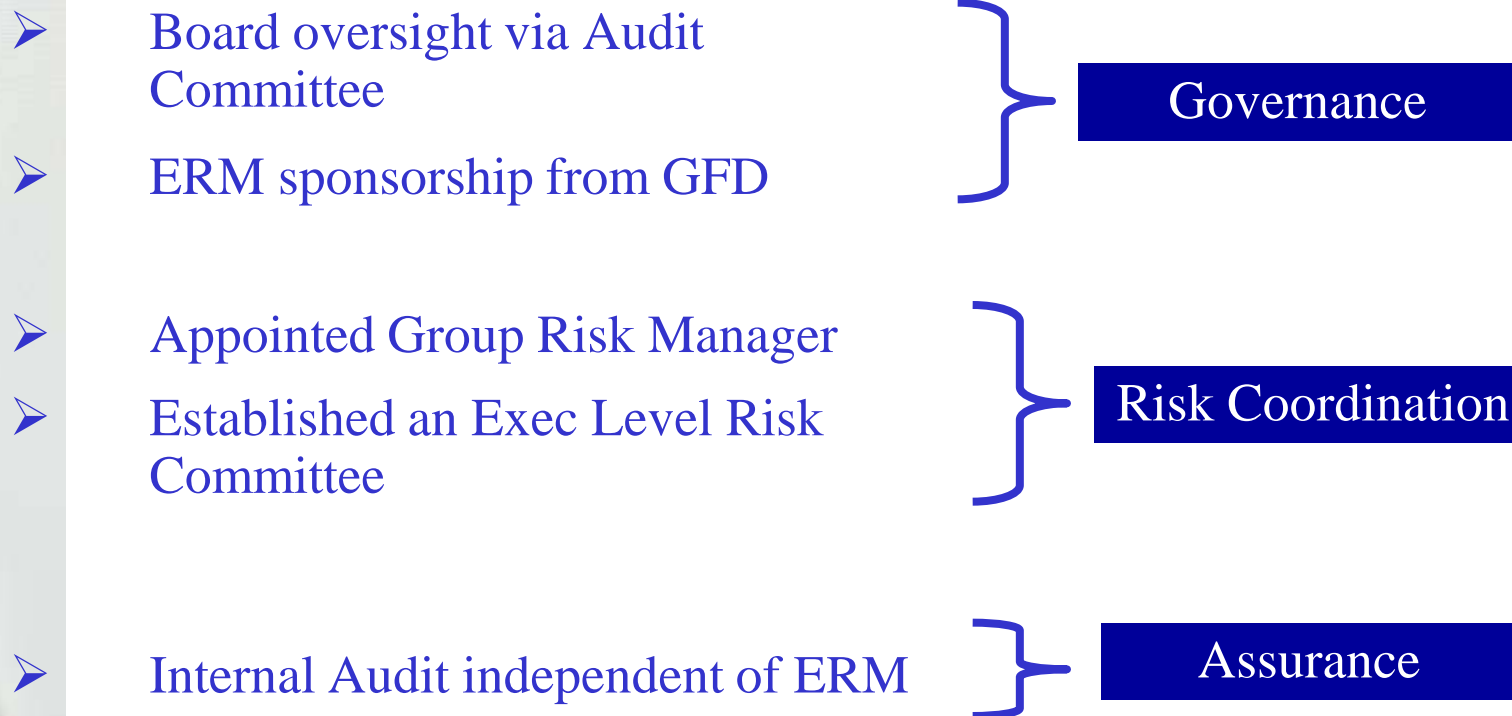 ➢ Board oversight via Audit
Committee
➢ ERM sponsorship from GFD
Governance
➢ Appointed Group Risk Manager
➢ Established an Exec Level Risk
Committee
Risk Coordination
➢ Internal Audit independent of ERM
Assurance